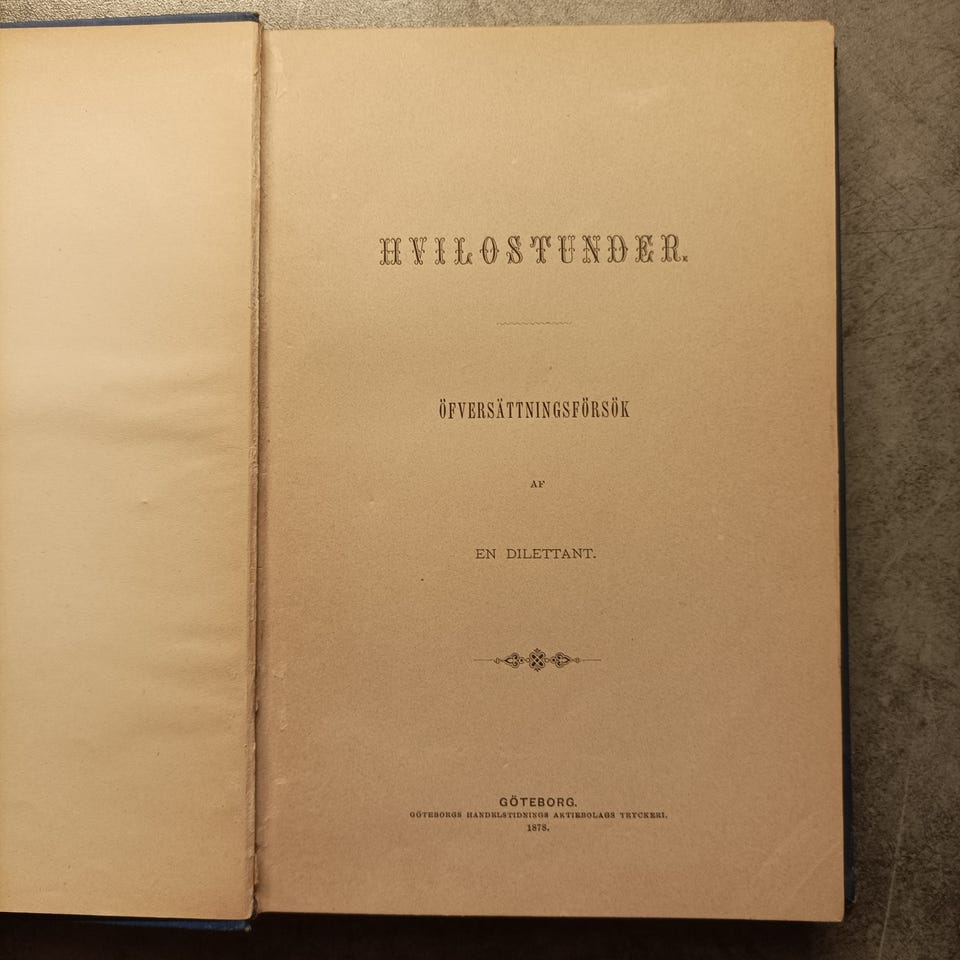 HVILOSTUNDER.
ÖFVERSÄTTNINGSFÖRSÖK
AF
EN DILETTANT.
GÖTEBORG.
GÖTEBORGS HANDELSTIDNINGS AKTIEBOLAGS TRYCKERI,
1878.